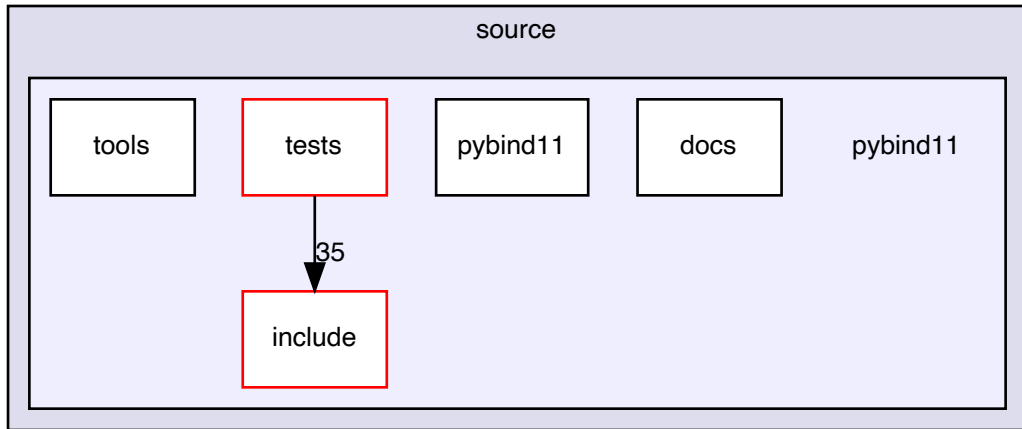 source
tools
tests
pybind11
docs
pybind11
35
include